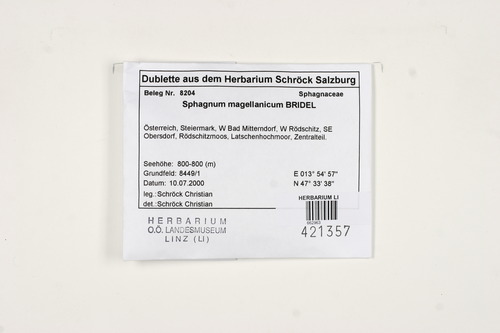 Dublette aus dem Herbarium Schröck Salzburg
Beleg Nr. 8204 Sphagnaceae
Sphagnum magellanicum BRIDEL
Österreich, Steiermark, W Bad Mitterndorf, W Rödschitz, SE
Obersdorf, Rödschitzmoos, Latschenhochmoor, Zentralteil.
Seehöhe: 800-800 (m)
Grundfeld: 8449/1 E 013° 54' 57"
Datum: 10.07.2000 N 47° 33' 38"
leg.:Schröck Christian HERBARIUM LI
det.:Schröck Christian
HERBARIUM
O.Ö. LANDESMUSEUM
LINZ (LI)
421357